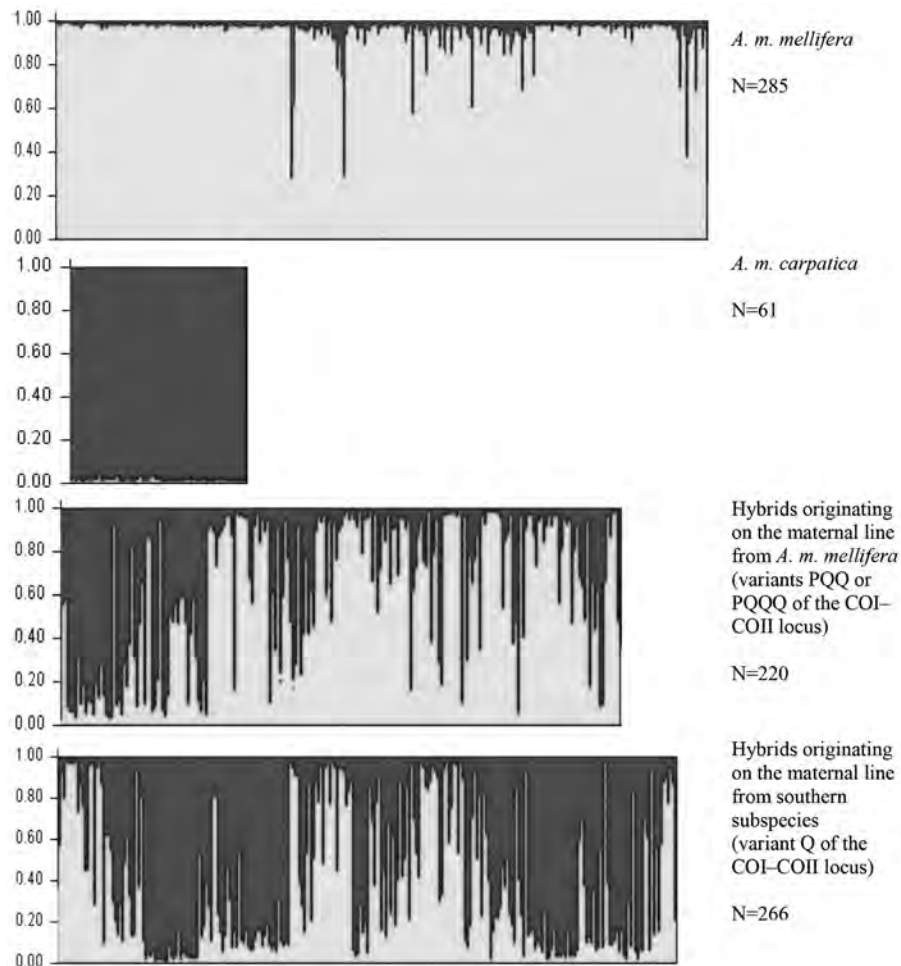 1.00
0.80
0.60
0.40
0.20
0.00
A. m. mellifera
N=285
1.00
0.80
0.60
0.40
0.20
0.00
A. m. carpatica
N=61
1.00
0.80
0.60
0.40
0.20
0.00
Hybrids originating
on the maternal line
from A. m. mellifera
(variants PQQ or
PQQQ of the COI–
COII locus)
N=220
1.00
0.80
0.60
0.40
0.20
0.00
Hybrids originating
on the maternal line
from southern
subspecies
(variant Q of the
COI–COII locus)
N=266